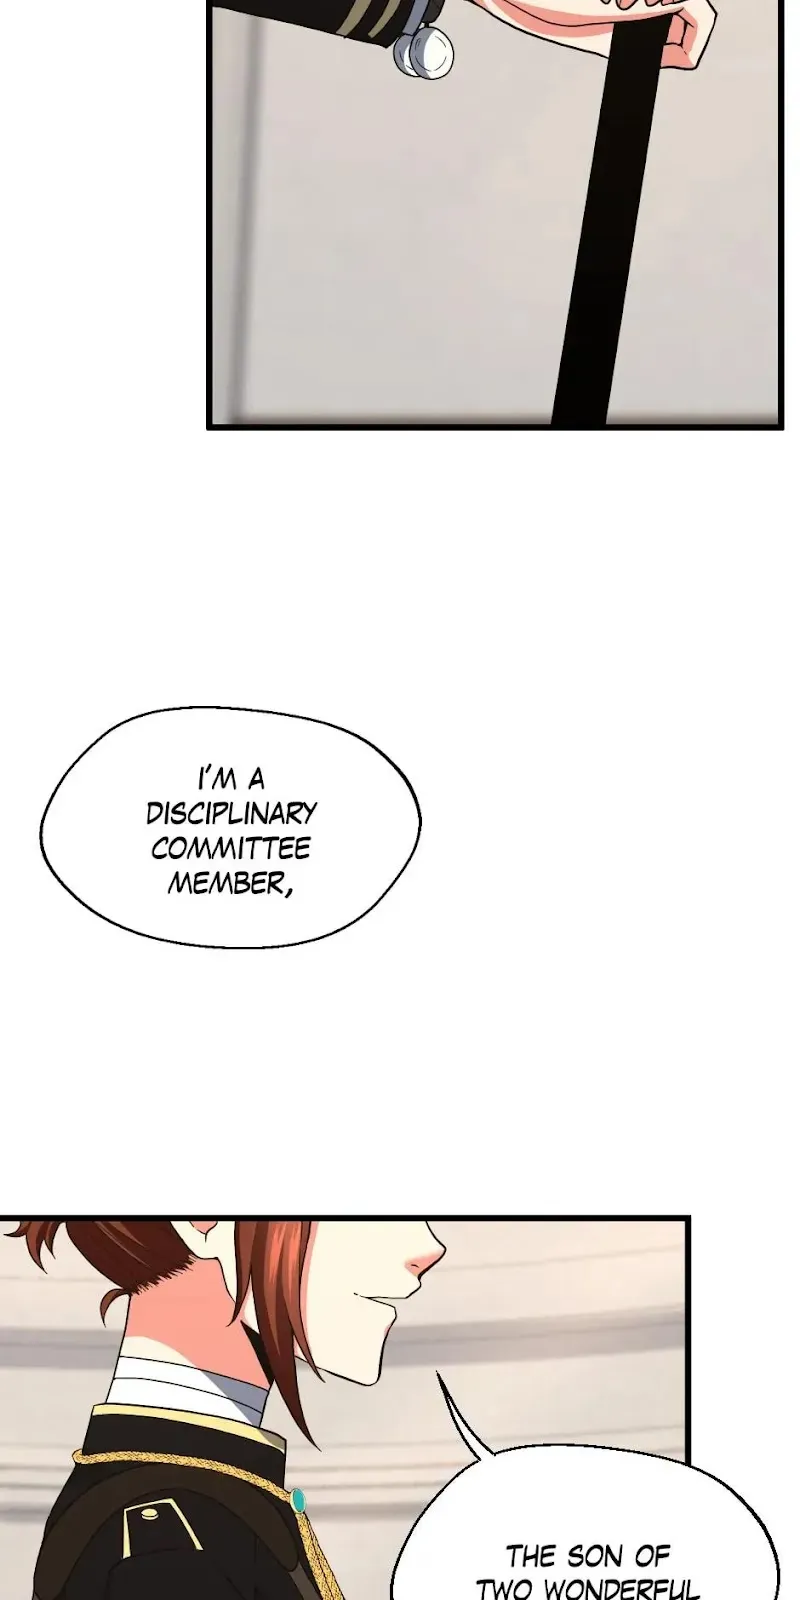 I'M A
DISCIPLINARY
COMMITTEE
MEMBER,
THE SON OF
TWO WONDERFUL